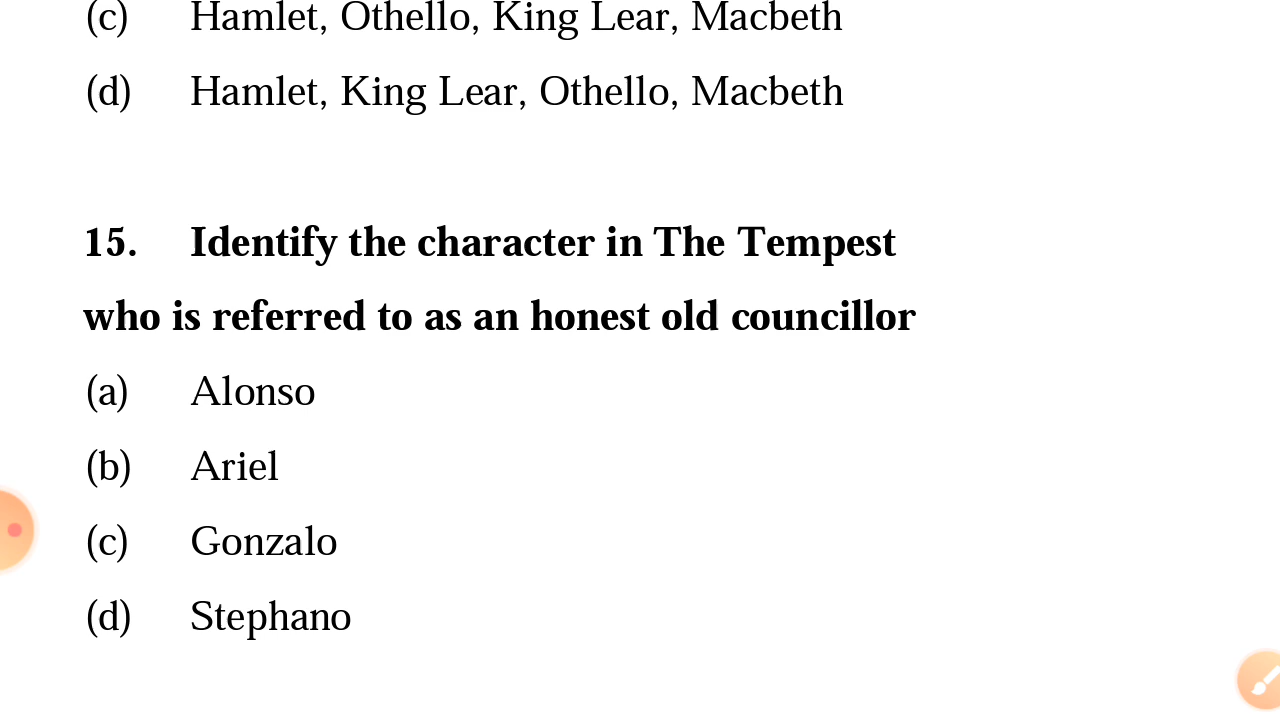 (c) Hamlet, Othello, King Lear, Macbeth
(d) Hamlet, King Lear, Othello, Macbeth
15. Identify the character in The Tempest
who is referred to as an honest old councillor
(a) Alonso
(b) Ariel
(c) Gonzalo
(d) Stephano